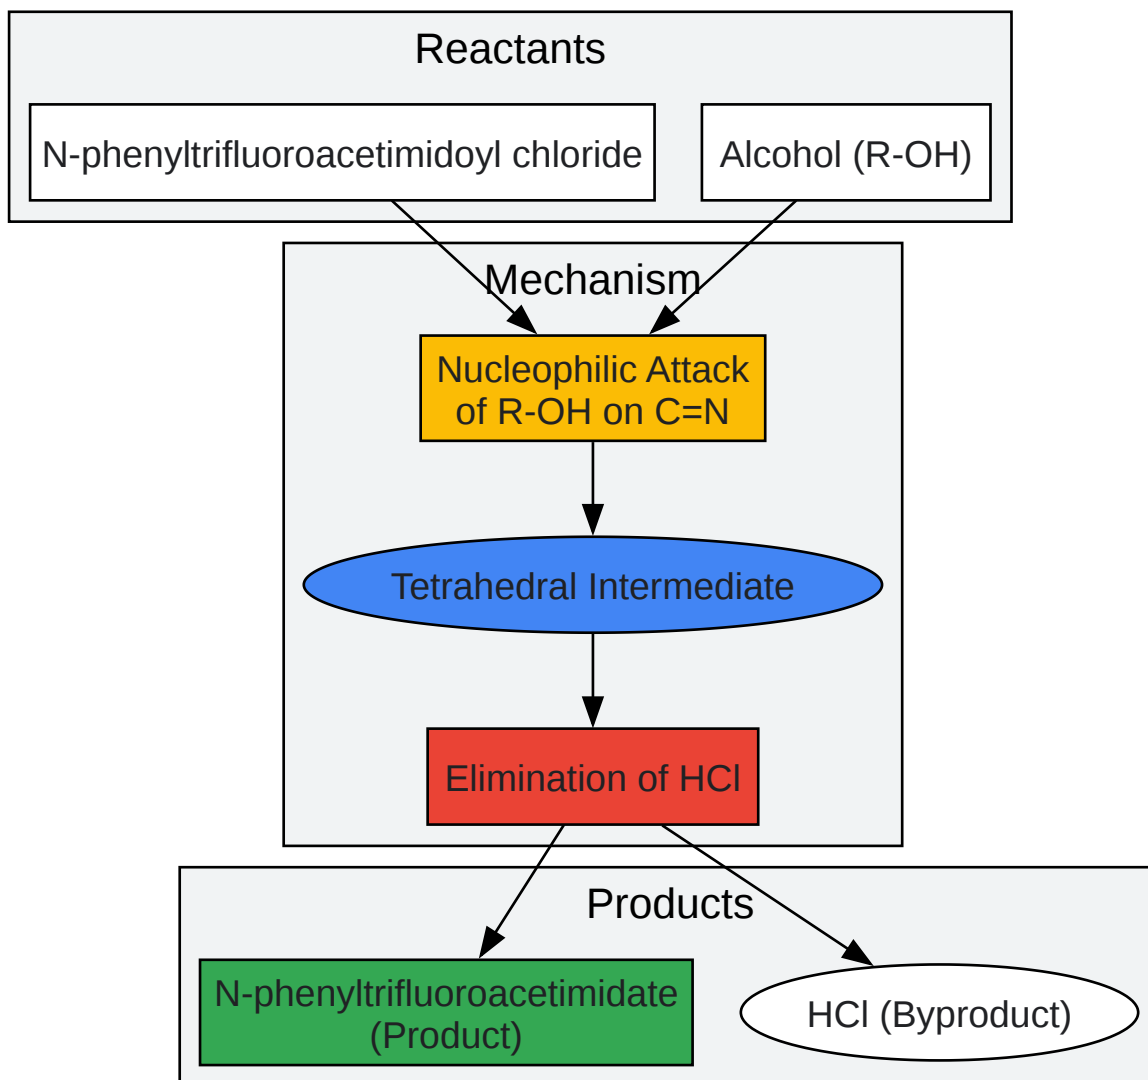 Reactants
N-phenyltrifluoroacetimidoyl chloride
Alcohol (R-OH)
Mechanism
Nucleophilic Attack
of R-OH on C=N
Tetrahedral Intermediate
Elimination of HCl
Products
N-phenyltrifluoroacetimidate
(Product)
HCl (Byproduct)